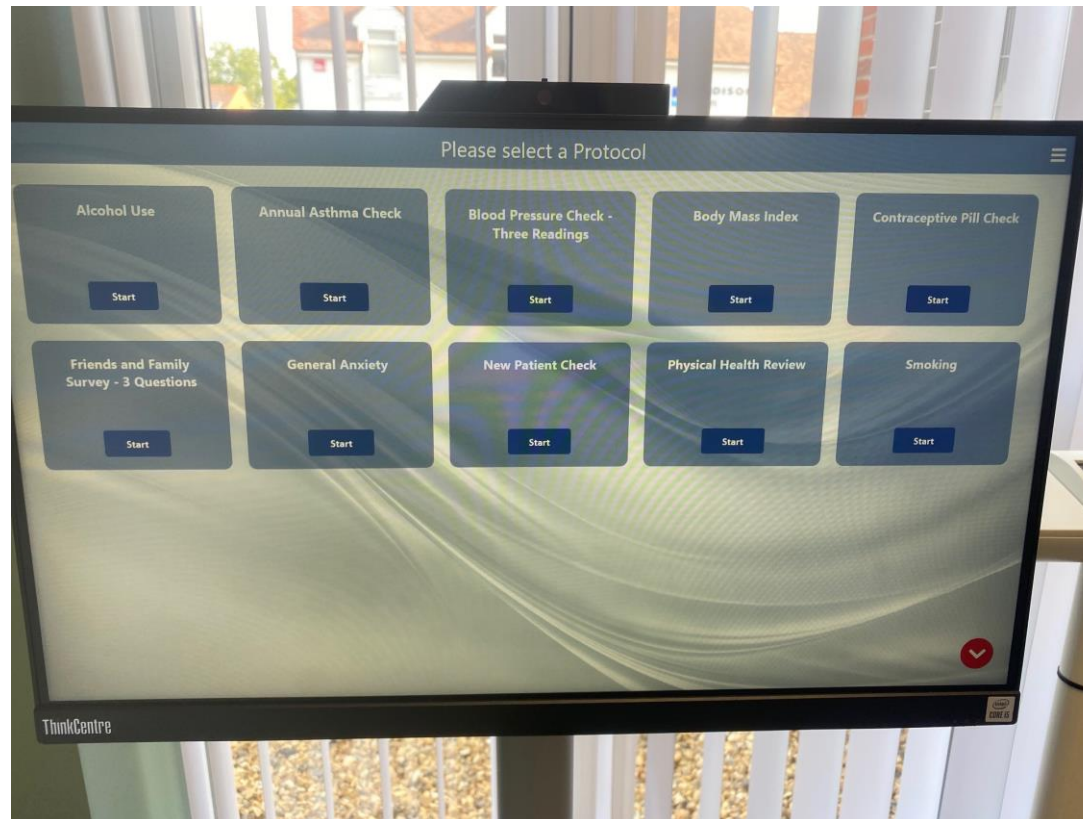 Please select a Protocol
Alcohol Use
Start
Annual Asthma Check
Start
Blood Pressure Check -
Three Readings
Start
Body Mass Index
Start
Contraceptive Pill Check
Start
Friends and Family
Survey - 3 Questions
Start
General Anxiety
Start
New Patient Check
Start
Physical Health Review
Start
Smoking
Start
ThinkCentre
CORE i5